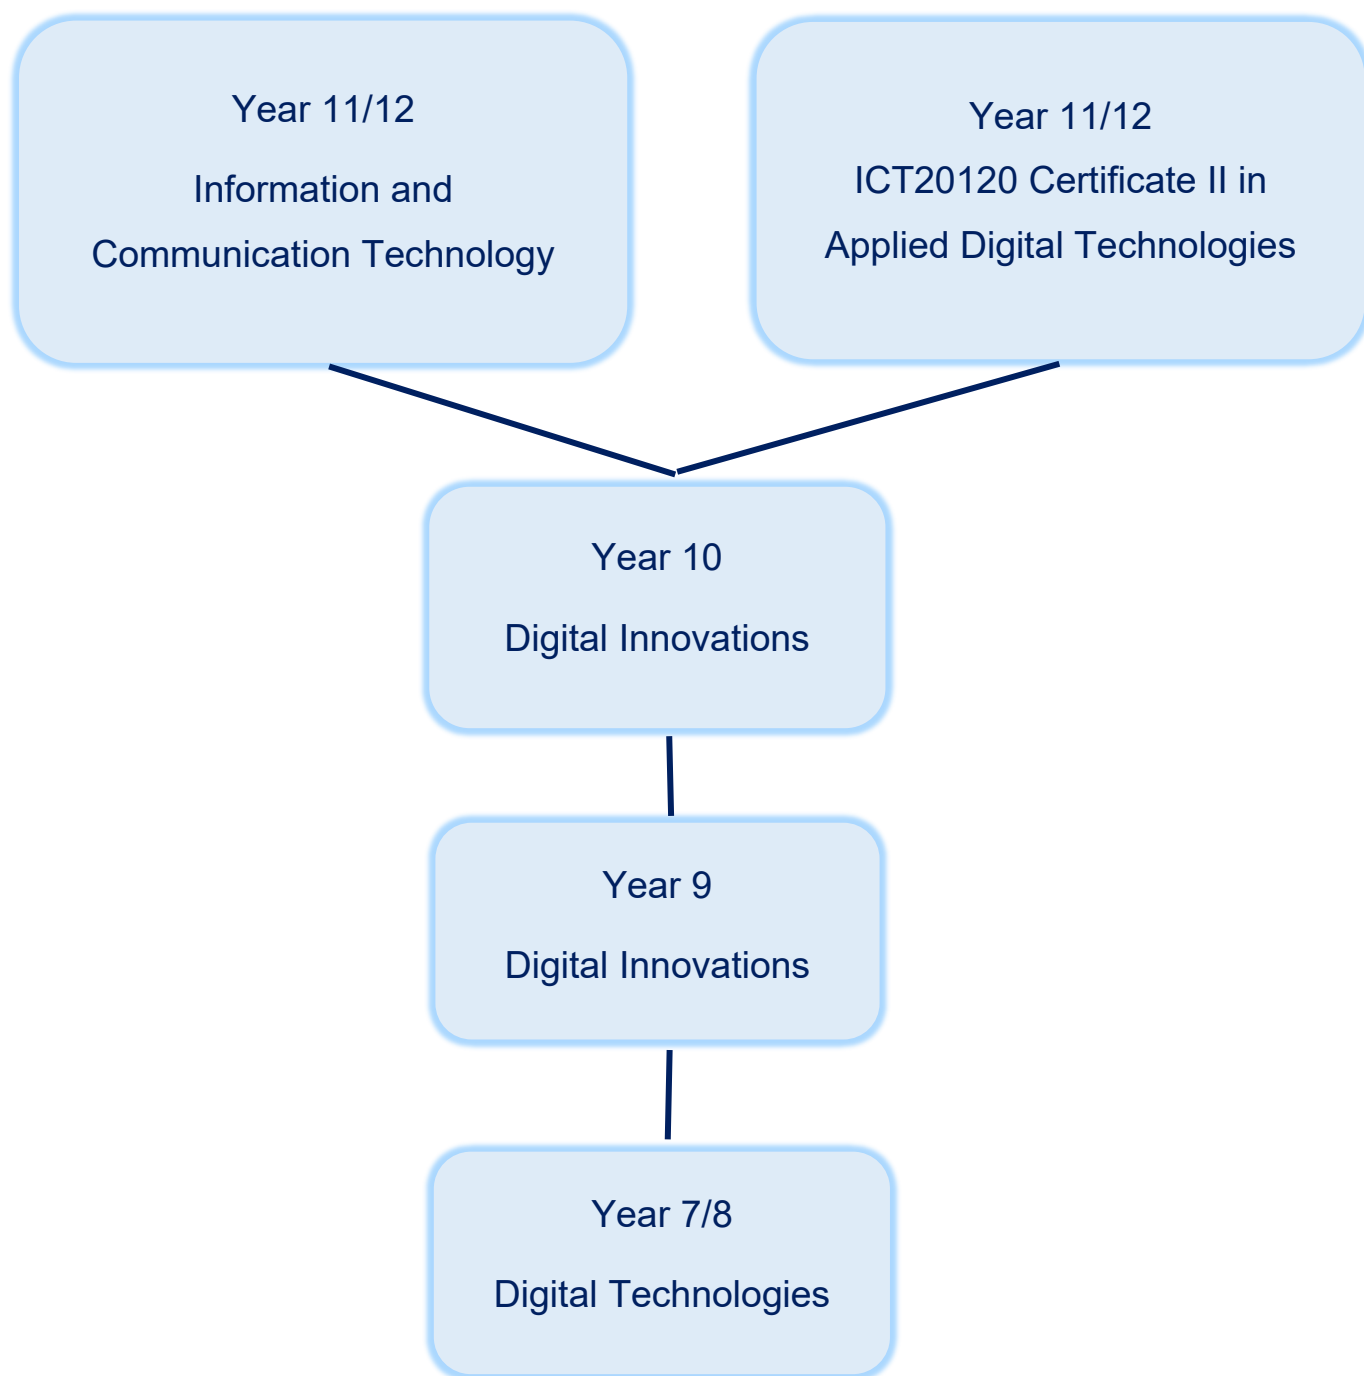 Year 11/12
Information and
Communication Technology
Year 11/12
ICT20120 Certificate II in
Applied Digital Technologies
Year 10
Digital Innovations
Year 9
Digital Innovations
Year 7/8
Digital Technologies